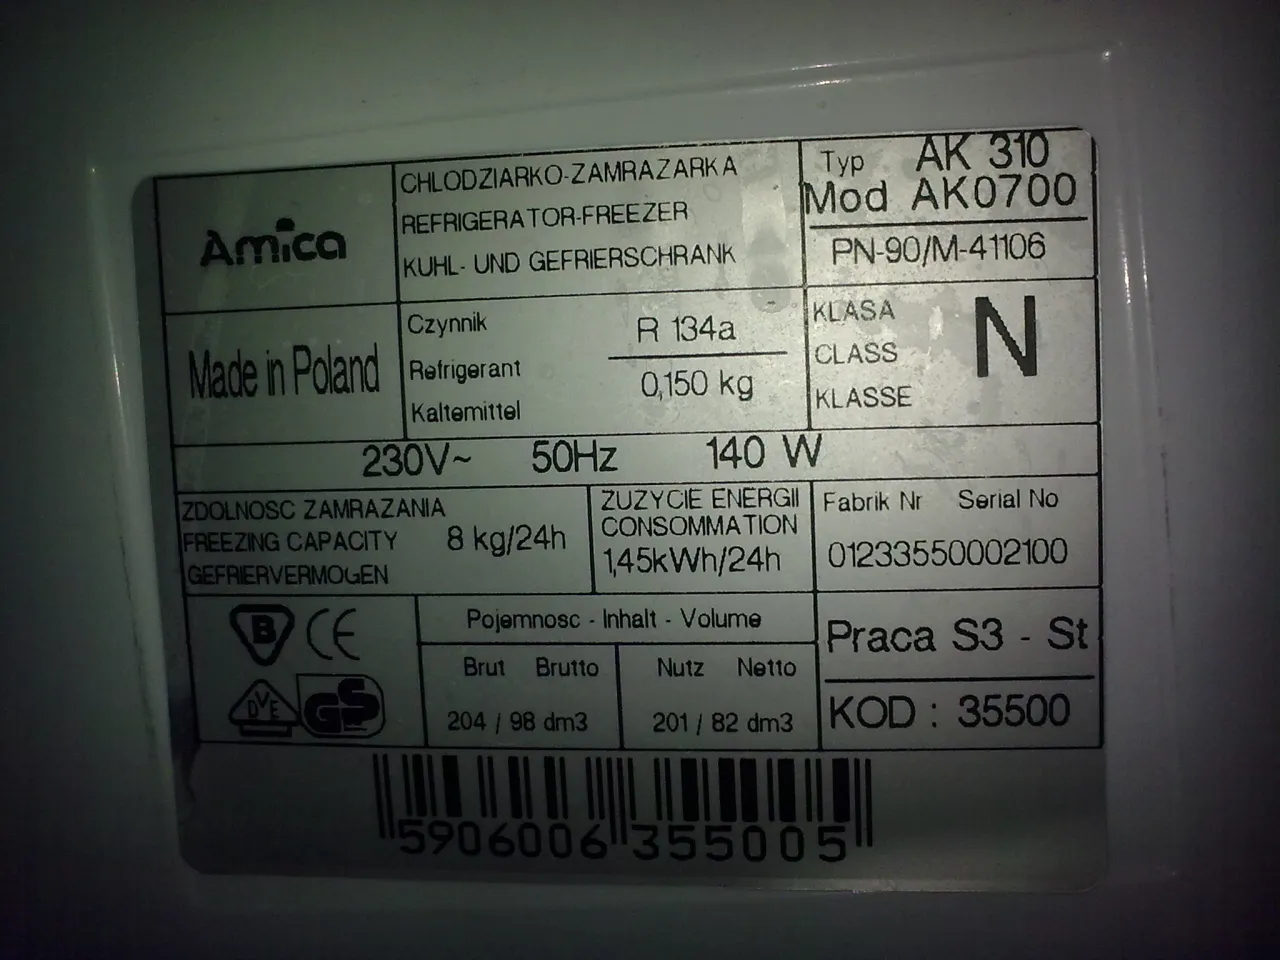 Amica
CHLODZIARKO-ZAMRAZARKA
REFRIGERATOR-FREEZER
KUHL- UND GEFRIERSCHRANK
Typ AK 310
Mod AK0700
PN-90/M-41106
Made in Poland
Czynnik
Refrigerant
Kaltemittel
R 134a
0,150 kg
KLASA
CLASS
KLASSE
N
230V~ 50Hz 140 W
ZDOLNOSC ZAMRAZANIA
FREEZING CAPACITY
GEFRIERVERMOGEN
8 kg/24h
ZUZYCIE ENERGII
CONSOMMATION
1,45kWh/24h
Fabrik Nr Serial No
01233550002100
B CE
DVE GS
Pojemnosc - Inhalt - Volume
Brut Brutto
204 / 98 dm3
Nutz Netto
201 / 82 dm3
Praca S3 - St
KOD : 35500
5906006 355005